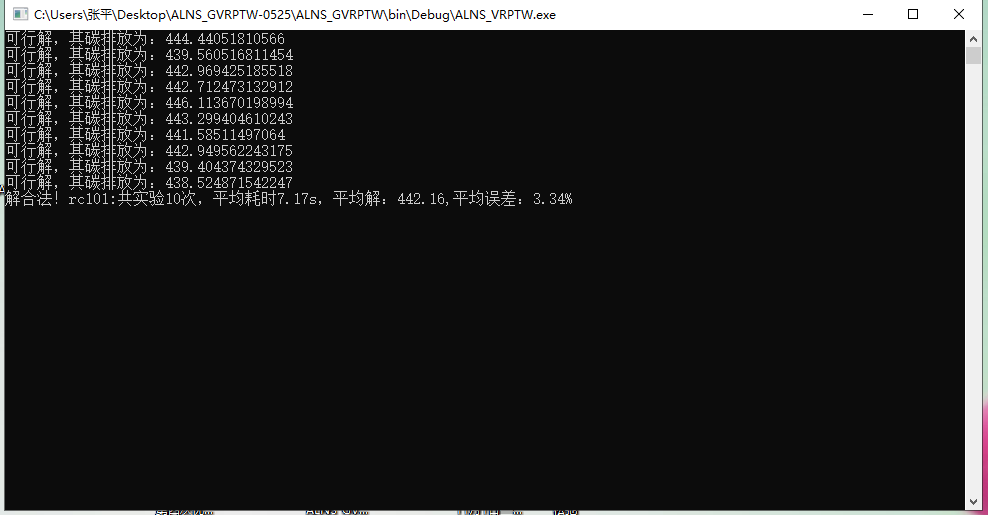 C:\Users\张平\Desktop\ALNS_GVRPTW-0525\ALNS_GVRPTW\bin\Debug\ALNS_VRPTW.exe
可行解，其碳排放为：444.44051810566
可行解，其碳排放为：439.560516811454
可行解，其碳排放为：442.969425185518
可行解，其碳排放为：442.712473132912
可行解，其碳排放为：446.113670198994
可行解，其碳排放为：443.299404610243
可行解，其碳排放为：441.58511497064
可行解，其碳排放为：442.949562243175
可行解，其碳排放为：439.404374329523
可行解，其碳排放为：438.524871542247
解合法！rc101:共实验10次，平均耗时7.17s，平均解：442.16,平均误差：3.34%